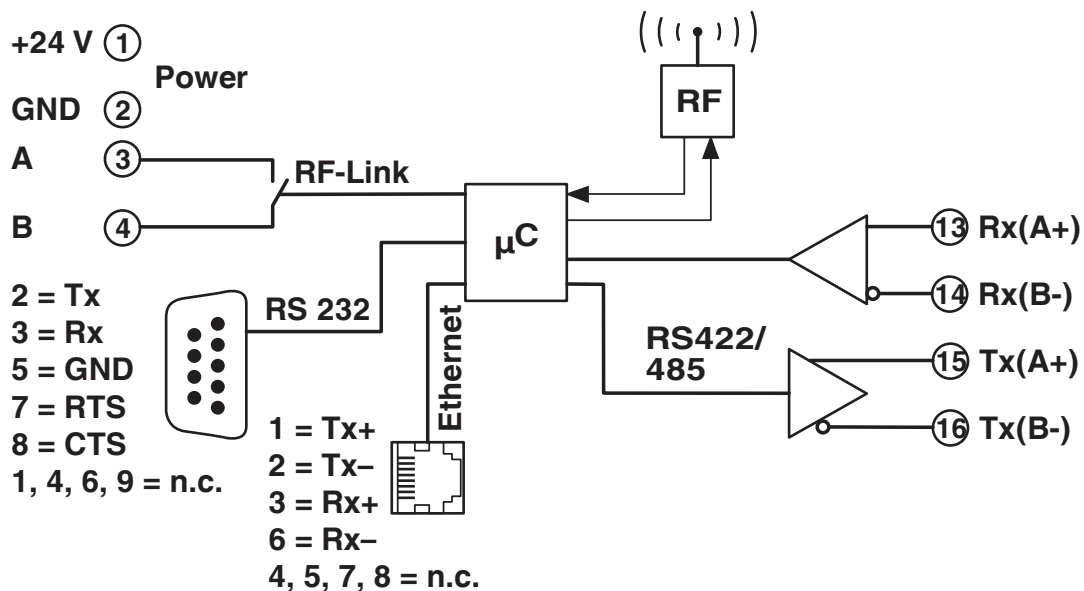 +24 V 1
Power
GND 2
A 3
RF-Link
B 4
RF
µC
13 Rx(A+)
14 Rx(B-)
RS422/
485
15 Tx(A+)
16 Tx(B-)
RS 232
2 = Tx
3 = Rx
5 = GND
7 = RTS
8 = CTS
1, 4, 6, 9 = n.c.
Ethernet
1 = Tx+
2 = Tx–
3 = Rx+
6 = Rx–
4, 5, 7, 8 = n.c.